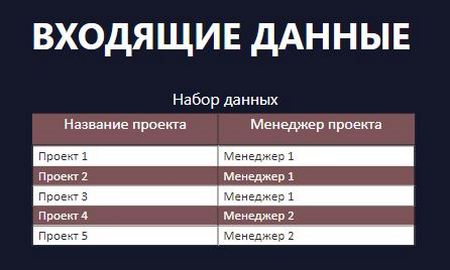 ВХОДЯЩИЕ ДАННЫЕ
Набор данных
Название проекта Менеджер проекта
Проект 1 Менеджер 1
Проект 2 Менеджер 1
Проект 3 Менеджер 1
Проект 4 Менеджер 2
Проект 5 Менеджер 2